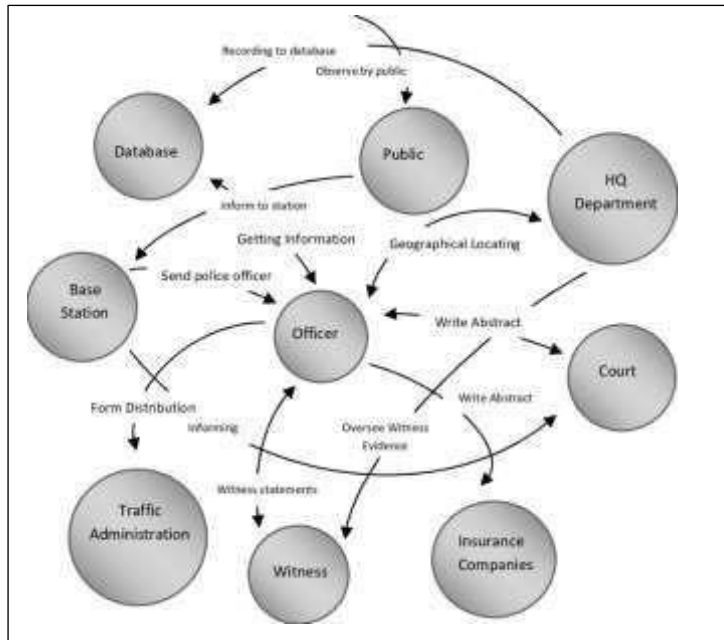 Recording to database
Observe by public
Database
Public
HQ
Department
Inform to station
Getting Information
Geographical Locating
Base
Station
Send police officer
Officer
Write Abstract
Court
Form Distribution
Informing
Oversee Witness
Evidence
Write Abstract
Witness statements
Traffic
Administration
Witness
Insurance
Companies